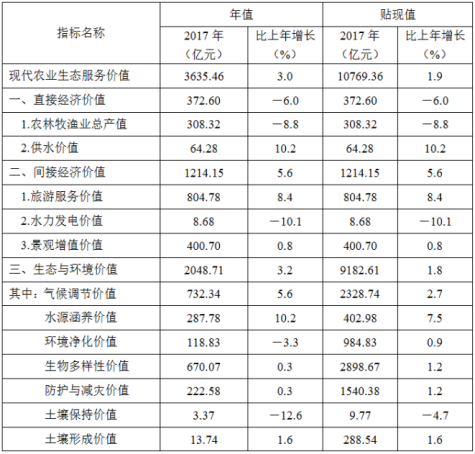 指标名称 年值 贴现值
2017 年（亿元） 比上年增长（%） 2017 年（亿元） 比上年增长（%）
现代农业生态服务价值 3635.46 3.0 10769.36 1.9
一、直接经济价值 372.60 －6.0 372.60 －6.0
1.农林牧渔业总产值 308.32 －8.8 308.32 －8.8
2.供水价值 64.28 10.2 64.28 10.2
二、间接经济价值 1214.15 5.6 1214.15 5.6
1.旅游服务价值 804.78 8.4 804.78 8.4
2.水力发电价值 8.68 －10.1 8.68 －10.1
3.景观增值价值 400.70 0.8 400.70 0.8
三、生态与环境价值 2048.71 3.2 9182.61 1.8
其中：气候调节价值 732.34 5.6 2328.74 2.7
水源涵养价值 287.78 10.2 402.98 7.5
环境净化价值 118.83 －3.3 984.83 0.9
生物多样性价值 670.07 0.3 2898.67 1.2
防护与减灾价值 222.58 0.3 1540.38 1.2
土壤保持价值 3.37 －12.6 9.77 －4.7
土壤形成价值 13.74 1.6 288.54 1.6